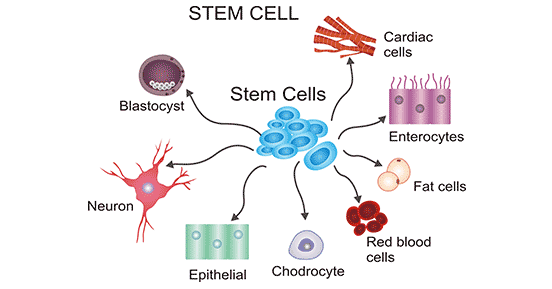 STEM CELL
Cardiac
cells
Blastocyst
Stem Cells
Enterocytes
Neuron
Fat cells
Red blood
cells
Epithelial
Chodrocyte